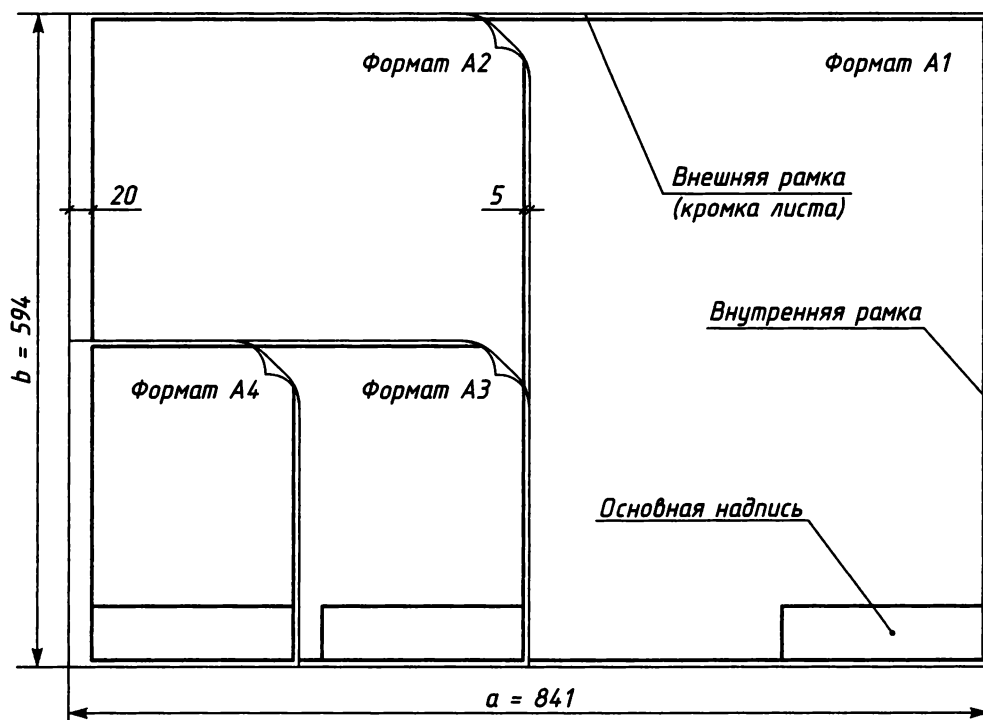 Формат А2
Формат А1
Внешняя рамка
(кромка листа)
20
5
Внутренняя рамка
b = 594
Формат А4
Формат А3
Основная надпись
a = 841